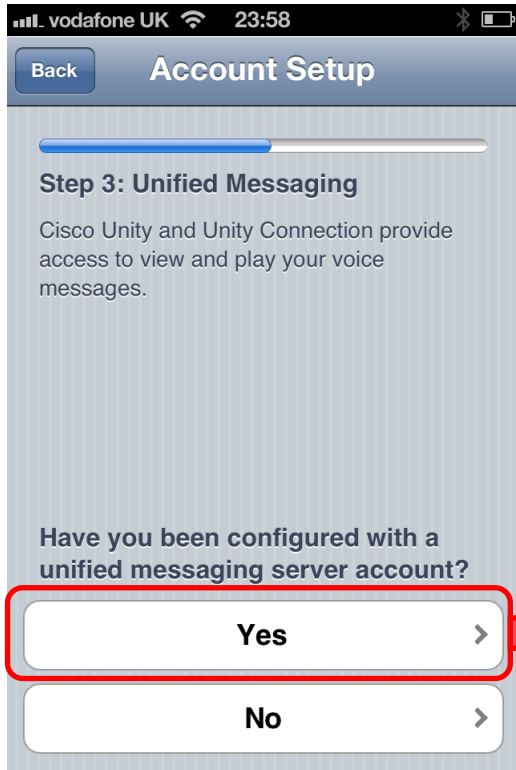 vodafone UK 23:58
Back Account Setup
Step 3: Unified Messaging
Cisco Unity and Unity Connection provide
access to view and play your voice
messages.
Have you been configured with a
unified messaging server account?
Yes
No